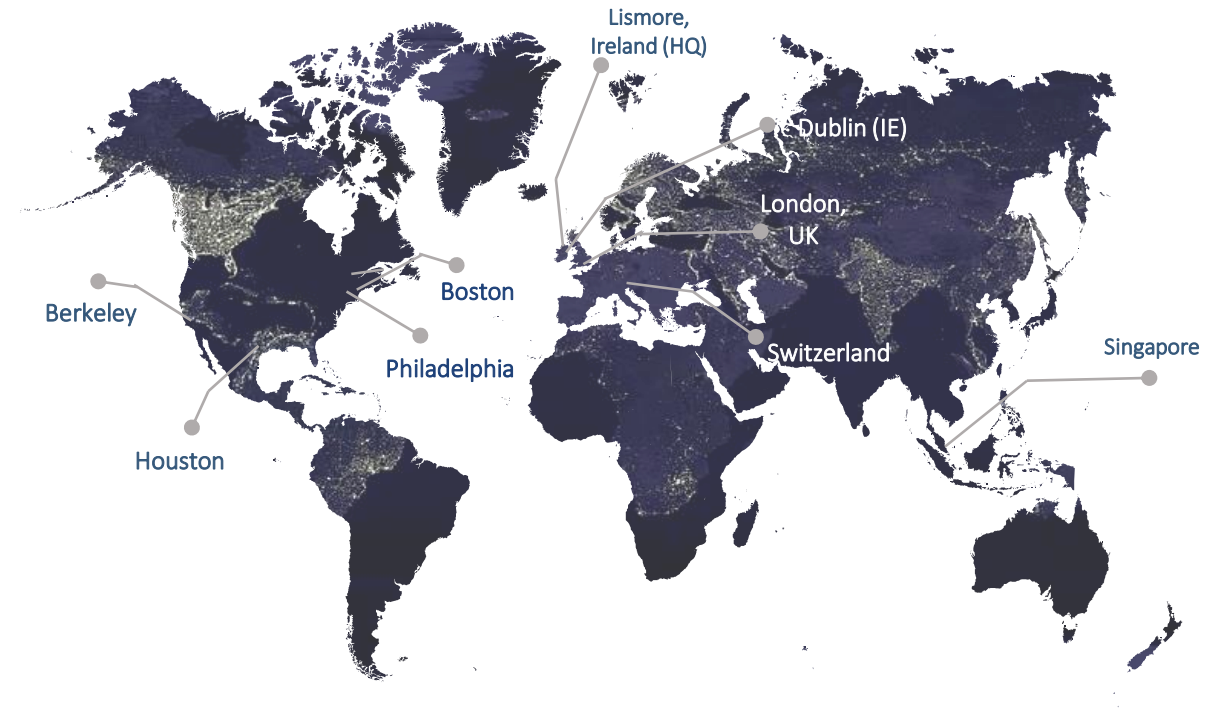 Lismore,
Ireland (HQ)
Dublin (IE)
London,
UK
Boston
Berkeley
Philadelphia
Switzerland
Singapore
Houston